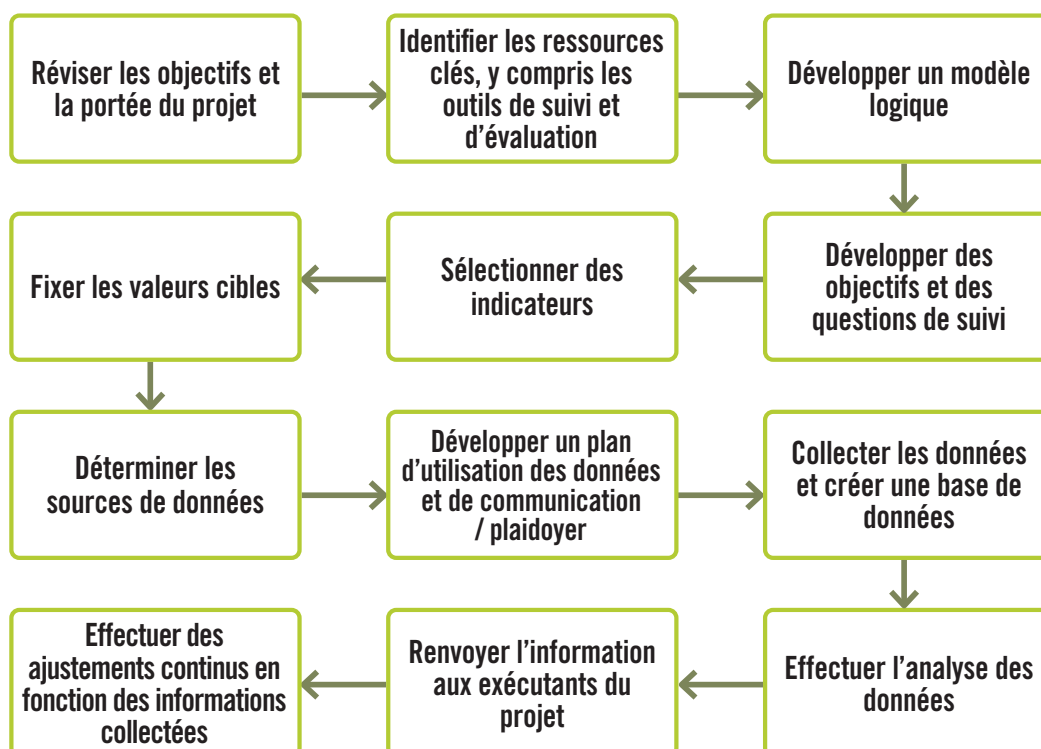 Réviser les objectifs et
la portée du projet
Identifier les ressources
clés, y compris les
outils de suivi et
d’évaluation
Développer un modèle
logique
Développer des
objectifs et des
questions de suivi
Sélectionner des
indicateurs
Fixer les valeurs cibles
Déterminer les
sources de données
Développer un plan
d’utilisation des données
et de communication
/ plaidoyer
Collecter les données
et créer une base de
données
Effectuer l’analyse des
données
Renvoyer l’information
aux exécutants du
projet
Effectuer des
ajustements continus en
fonction des informations
collectées